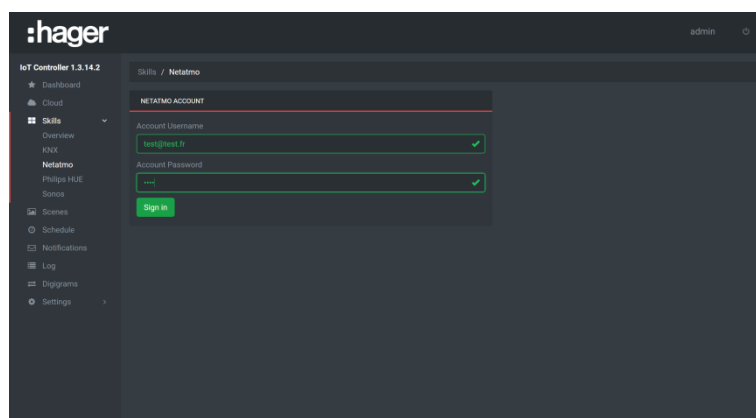 :hager
admin
IoT Controller 1.3.14.2
Dashboard
Cloud
Skills
Overview
KNX
Netatmo
Philips HUE
Sonos
Scenes
Schedule
Notifications
Log
Digigrams
Settings
Skills / Netatmo
NETATMO ACCOUNT
Account Username
test@test.fr
Account Password
••••
Sign in